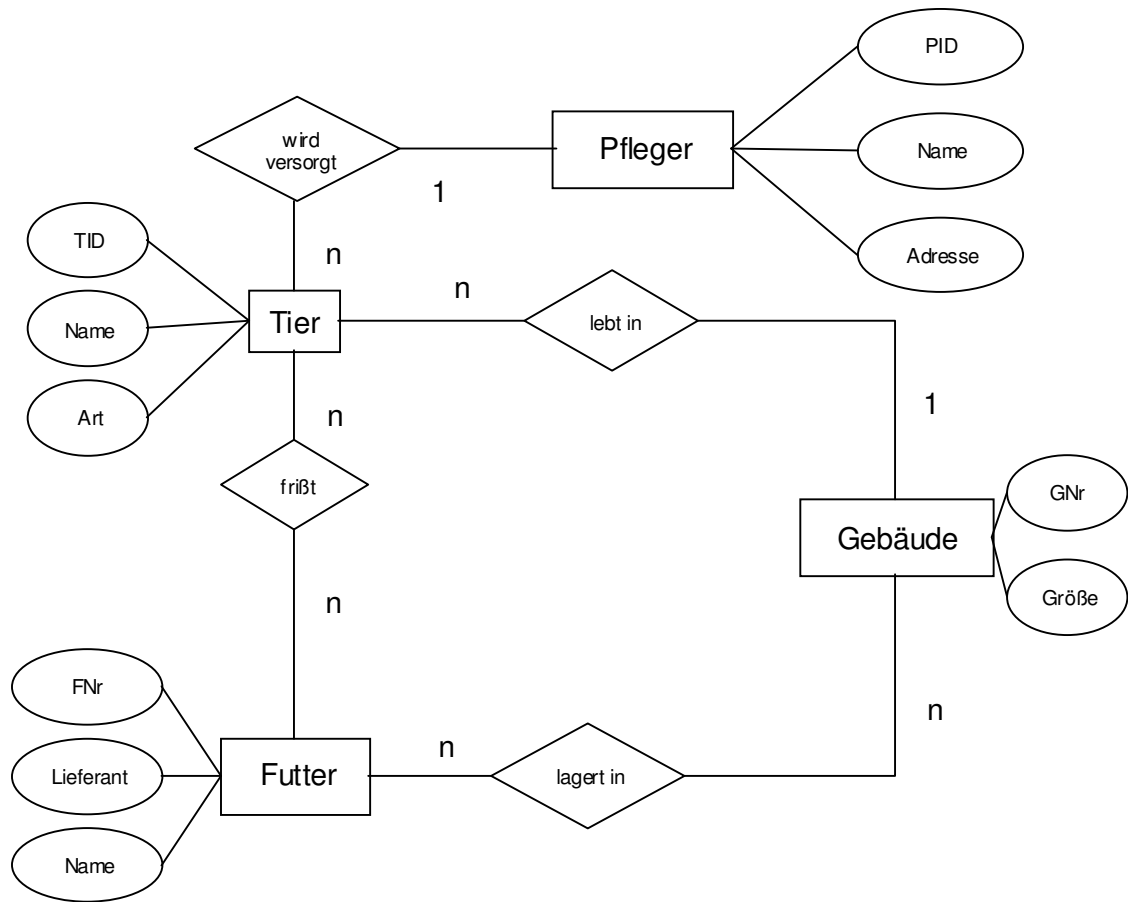 PID
wird
versorgt
Pfleger
Name
1
TID
n
Adresse
n
Tier
lebt in
Name
Art
n
1
frißt
GNr
Gebäude
n
Größe
FNr
n
n
Futter
Lieferant
lagert in
Name